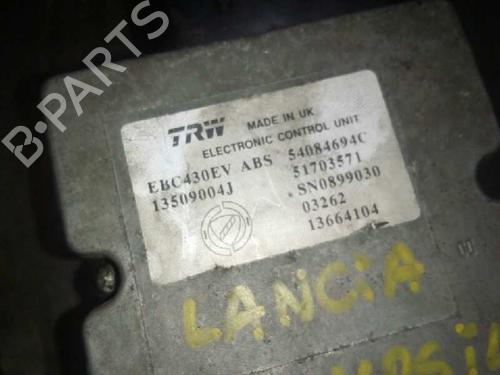 B-PARTS
TRW MADE IN UK
ELECTRONIC CONTROL UNIT
EBC430EV ABS 54084694C
13509004J 51703571
SN0899030
03262
13664104
LANCIA